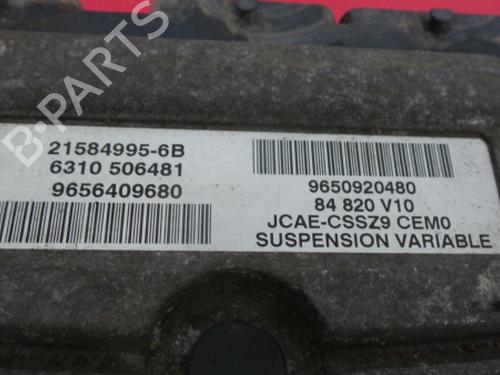 B-PARTS
21584995-6B
6310 506481
9656409680
9650920480
84 820 V10
JCAE-CSSZ9 CEM0
SUSPENSION VARIABLE